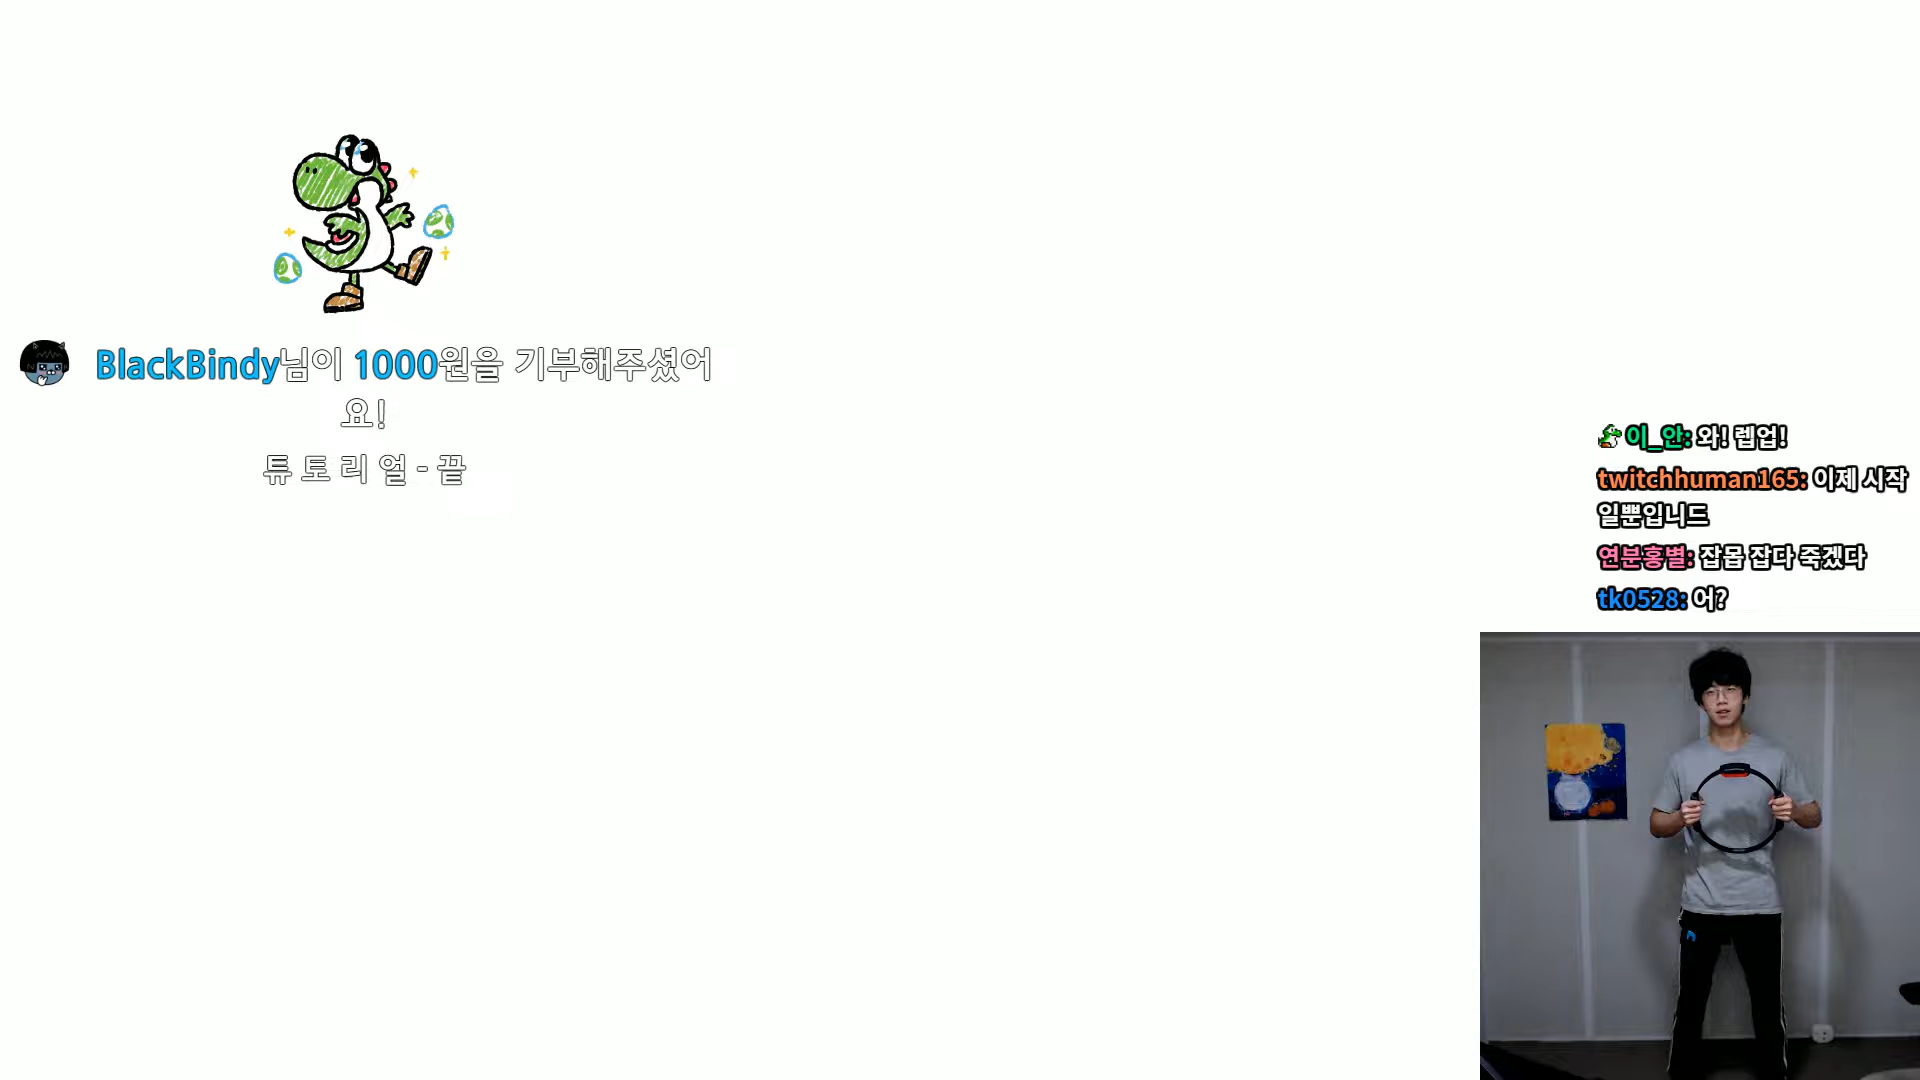 BlackBindy님이 1000원을 기부해주셨어
요!
튜 토 리 얼 - 끝
이_안: 와! 렙업!
twitchhuman165: 이제 시작
일뿐입니드
연분홍별: 잡몹 잡다 죽겠다
tk0528: 어?